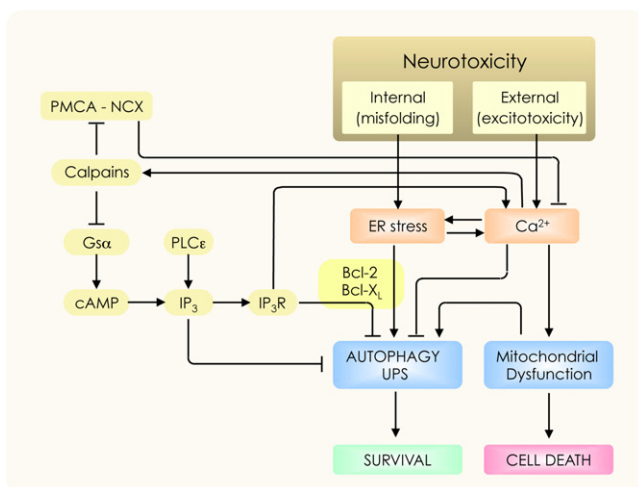 Neurotoxicity
Internal
(misfolding)
External
(excitotoxicity)
PMCA - NCX
Calpains
Gsα
PLCε
ER stress
Ca²⁺
Bcl-2
Bcl-X_L
cAMP
IP₃
IP₃R
AUTOPHAGY
UPS
Mitochondrial
Dysfunction
SURVIVAL
CELL DEATH